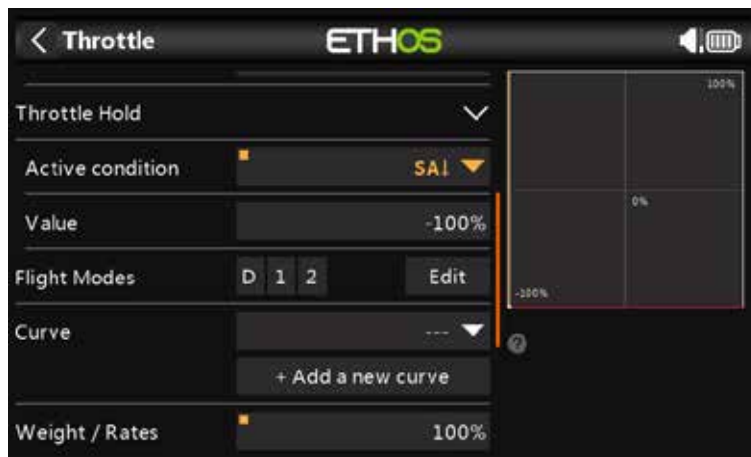 Throttle
ETHOS
Throttle Hold
Active condition SA↓
Value -100%
Flight Modes D 1 2 Edit
Curve ---
+ Add a new curve
Weight / Rates 100%
100%
0%
-100%
?